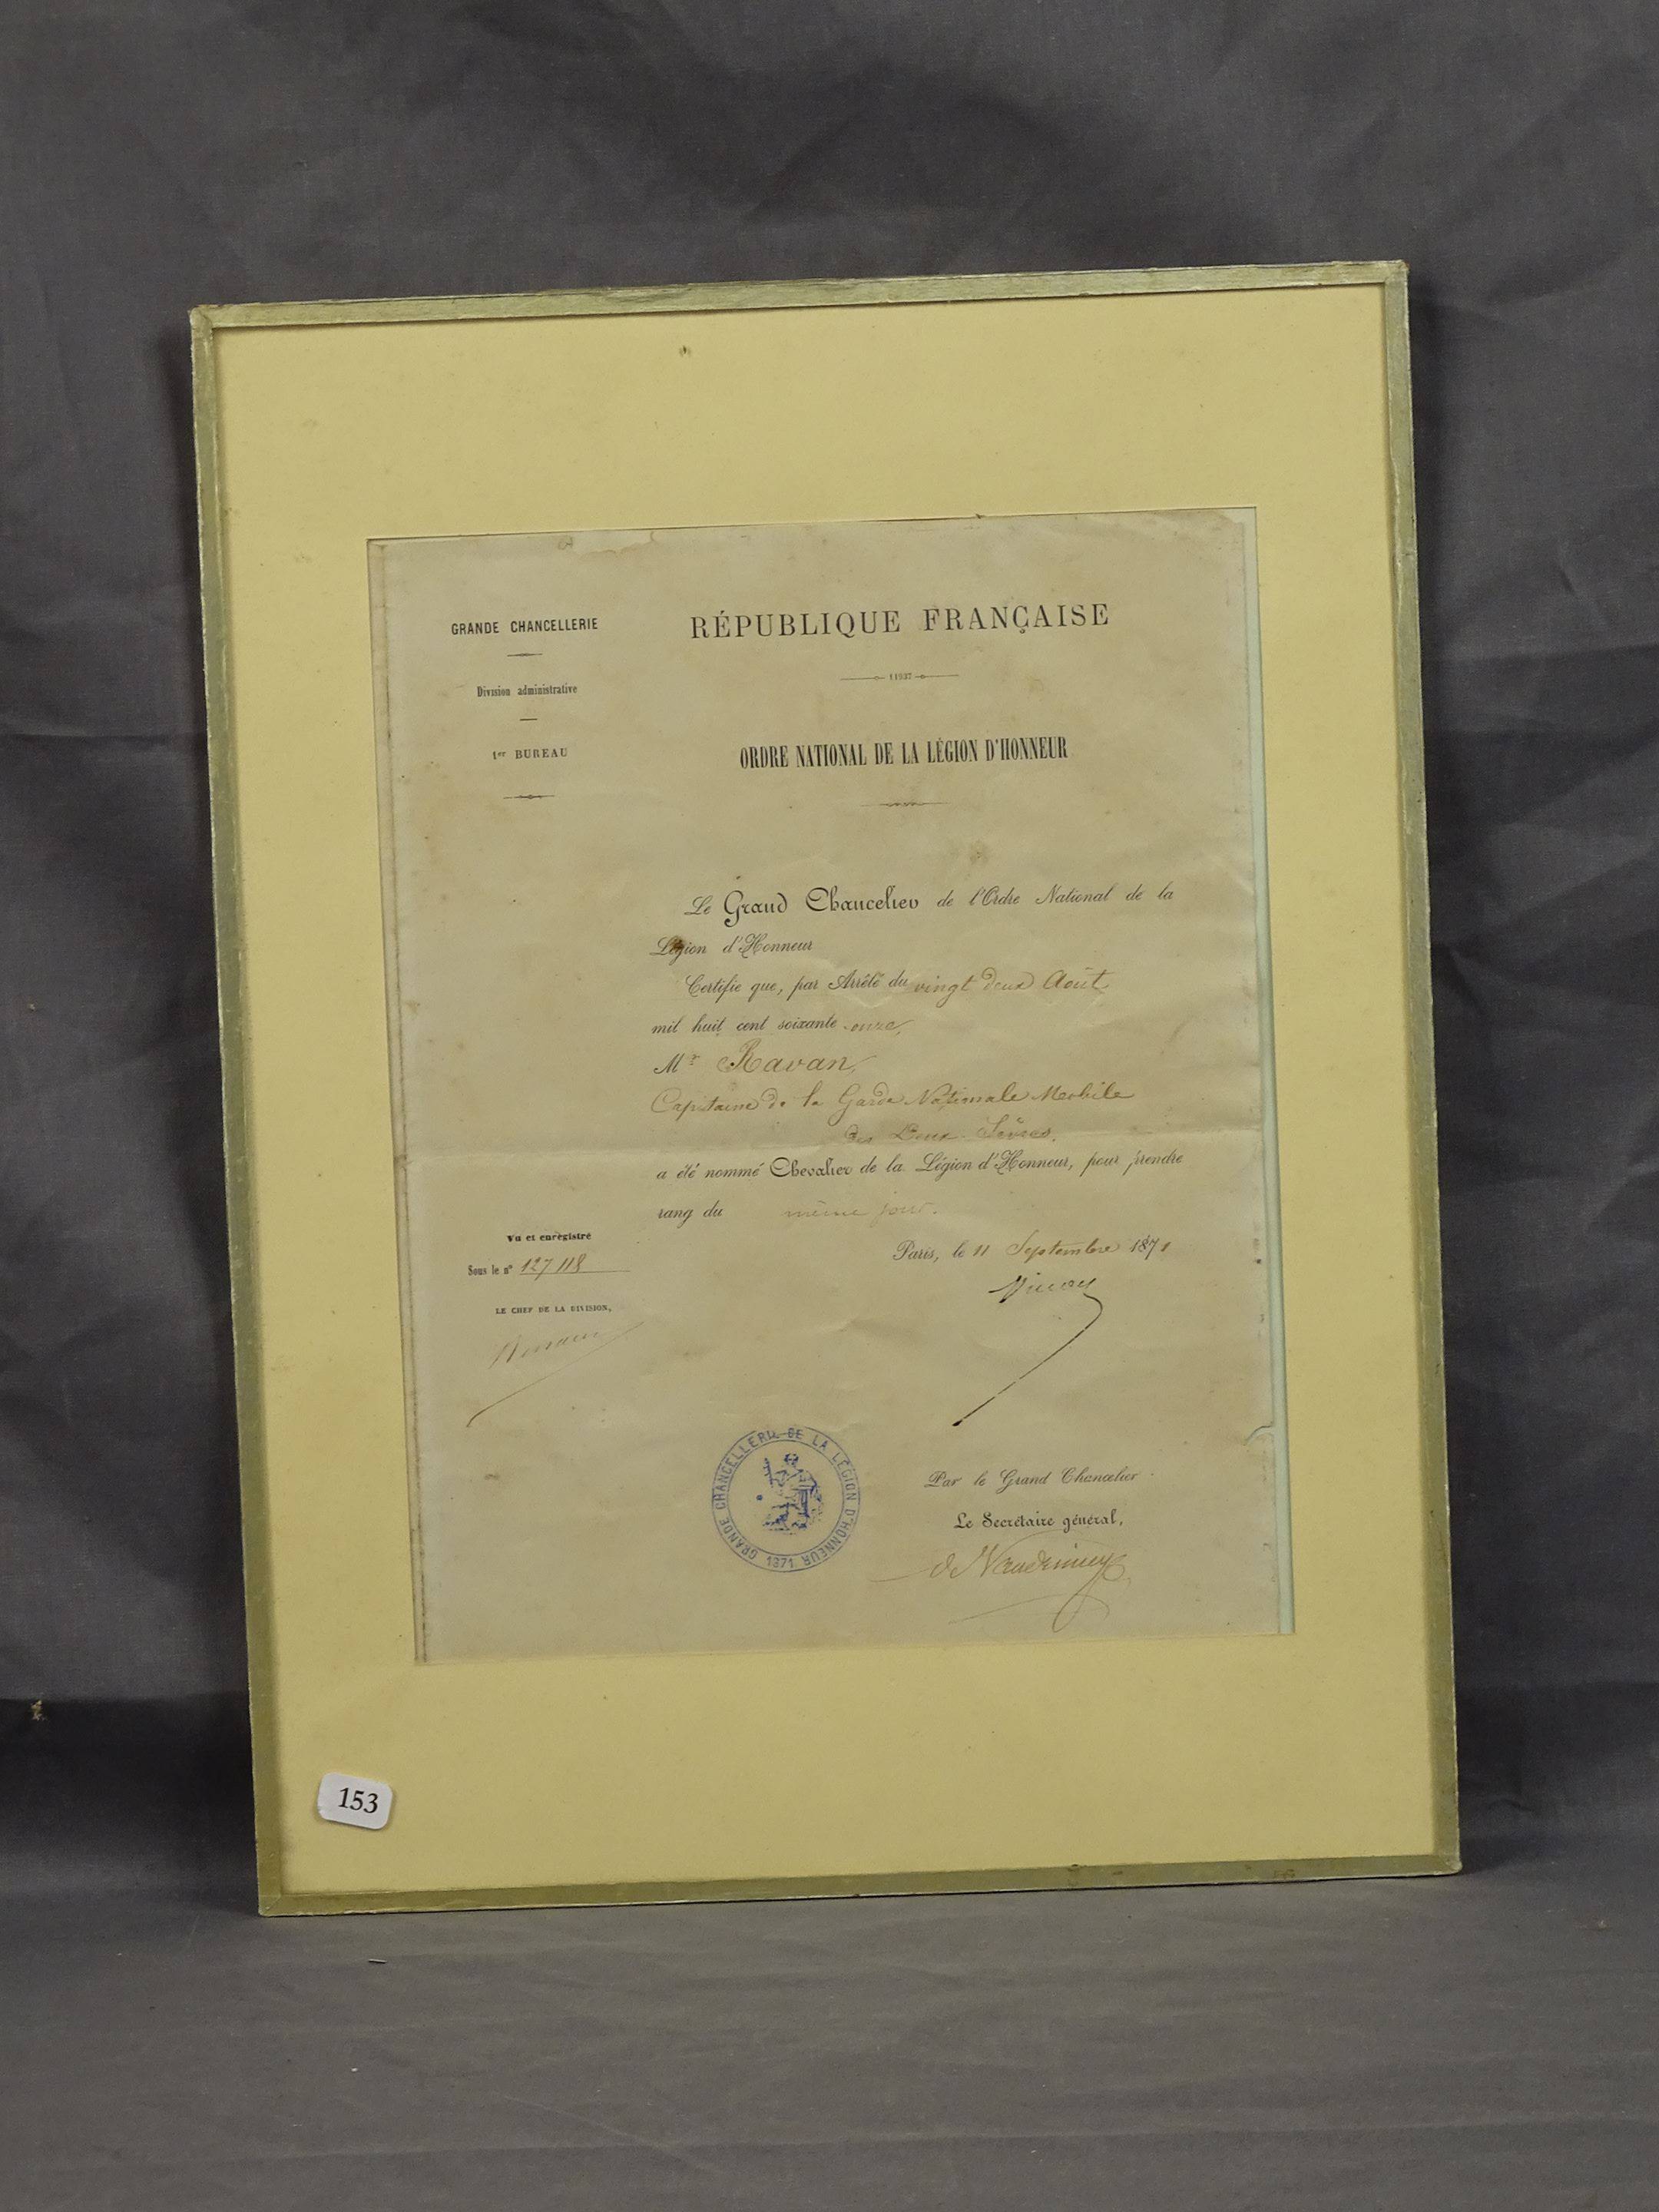 GRANDE CHANCELLERIE
Division administrative
1er BUREAU
RÉPUBLIQUE FRANÇAISE
11937
ORDRE NATIONAL DE LA LÉGION D'HONNEUR
Le Grand Chancelier de l'Ordre National de la
Légion d'Honneur
Certifie que, par Arrêté du vingt deux Août
mil huit cent soixante onze,
Mr Ravan,
Capitaine de la Garde Nationale Mobile
des Deux-Sèvres.
a été nommé Chevalier de la Légion d'Honneur, pour prendre
rang du même jour.
Paris, le 11 Septembre 1871
Vinoy
Vu et enregistré
Sous le n° 127118
LE CHEF DE LA DIVISION,
GRANDE CHANCELLERIE DE LA LÉGION D'HONNEUR
1871
Par le Grand Chancelier
Le Secrétaire général,
153